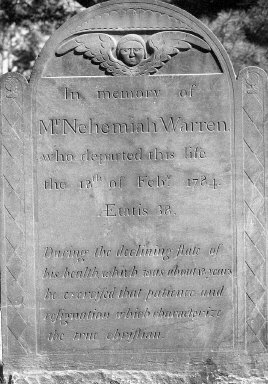 In memory of
Mr Nehemiah Warren
who departed this life
the 12th of Feby 1784.
Ætatis 38.
During the declining state of
his health which was about 12 years
he exercised that patience and
resignation which characterize
the true christian.